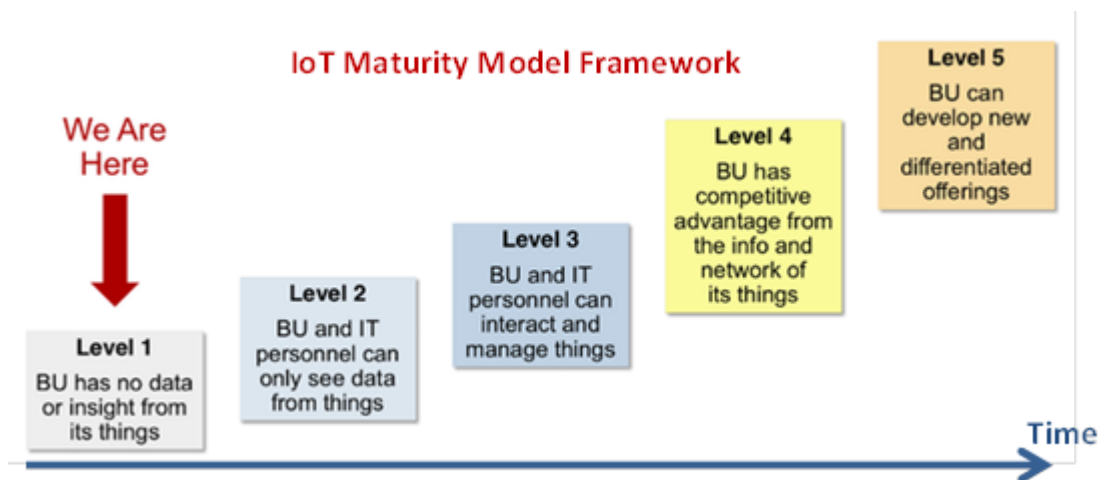 IoT Maturity Model Framework
We Are
Here
Level 1
BU has no data
or insight from
its things
Level 2
BU and IT
personnel can
only see data
from things
Level 3
BU and IT
personnel can
interact and
manage things
Level 4
BU has
competitive
advantage from
the info and
network of
its things
Level 5
BU can
develop new
and
differentiated
offerings
Time